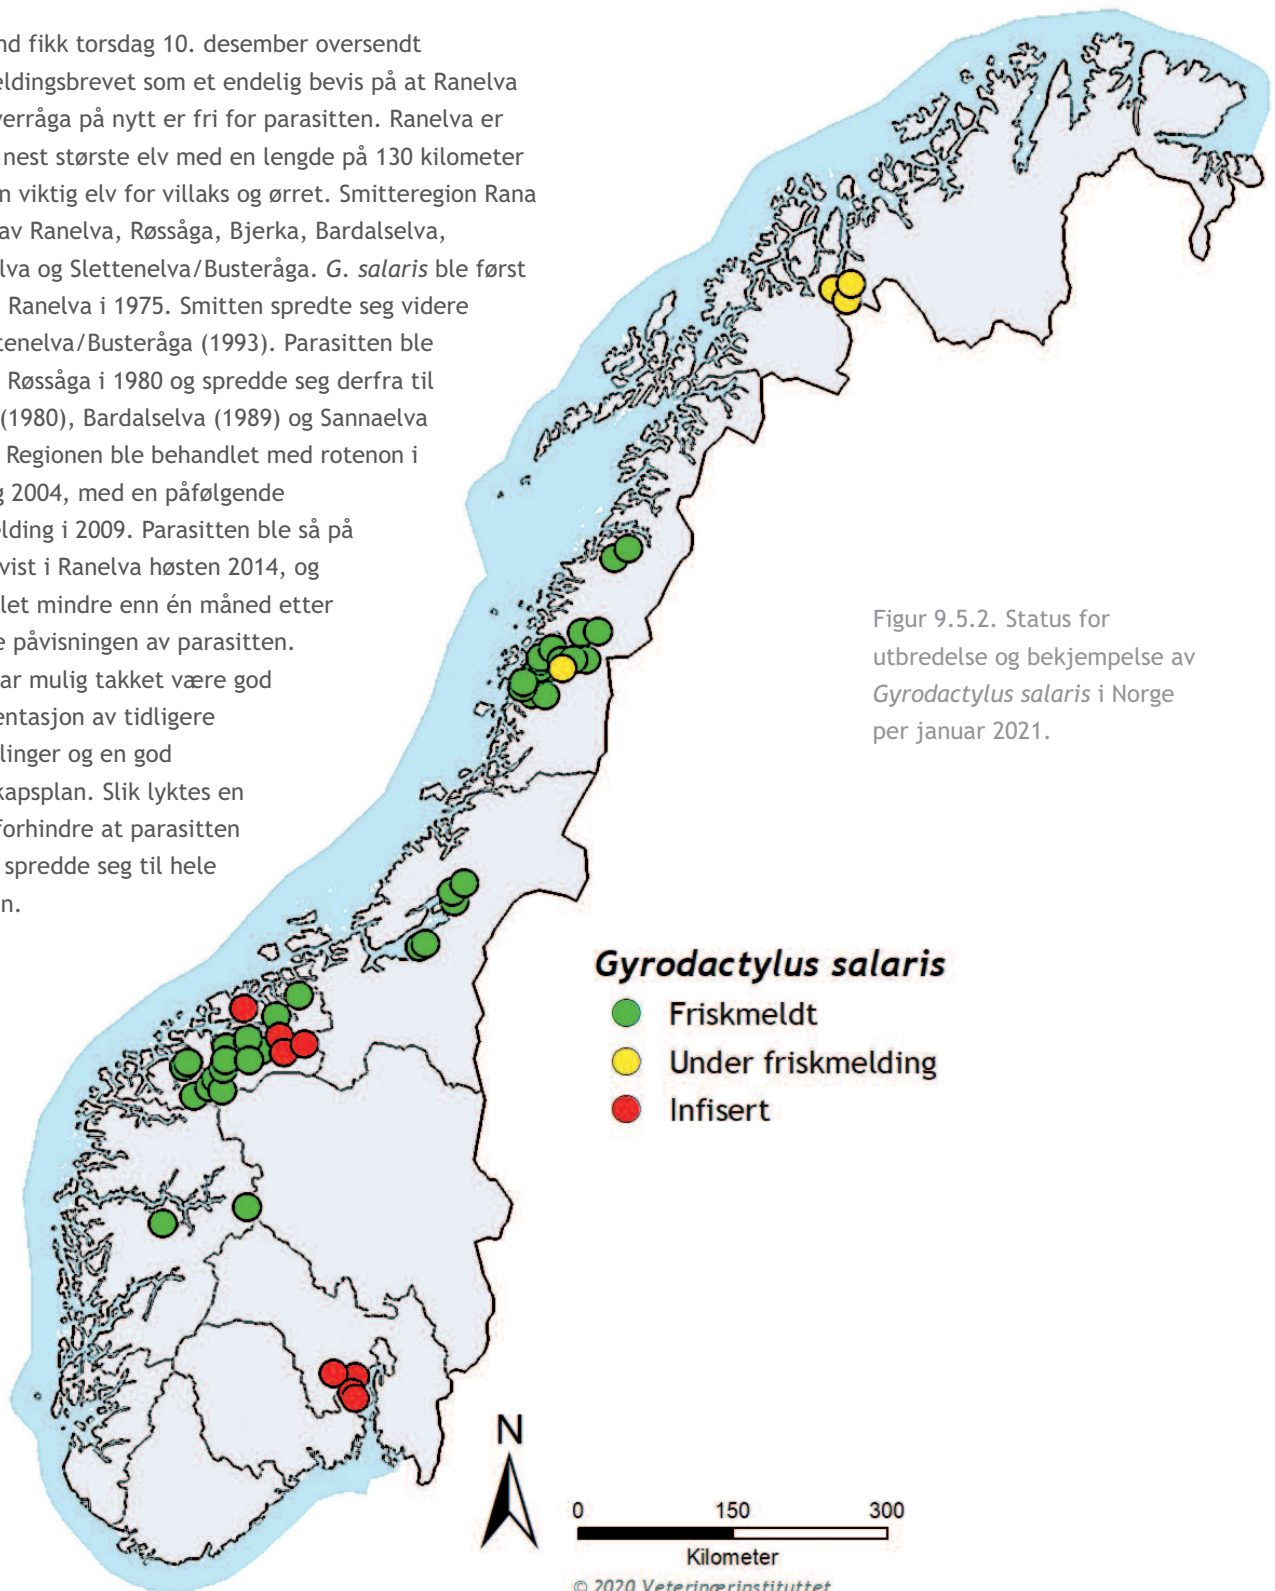 nd fikk torsdag 10. desember oversendt
eldingsbrevet som et endelig bevis på at Ranelva
verråga på nytt er fri for parasitten. Ranelva er
nest største elv med en lengde på 130 kilometer
n viktig elv for villaks og ørret. Smitteregion Rana
av Ranelva, Røssåga, Bjerka, Bardalselva,
lva og Slettenelva/Busteråga. G. salaris ble først
Ranelva i 1975. Smitten spredte seg videre
ttenelva/Busteråga (1993). Parasitten ble
Røssåga i 1980 og spredde seg derfra til
(1980), Bardalselva (1989) og Sannaelva
Regionen ble behandlet med rotenon i
g 2004, med en påfølgende
elding i 2009. Parasitten ble så på
vist i Ranelva høsten 2014, og
let mindre enn én måned etter
e påvisningen av parasitten.
ar mulig takket være god
entasjon av tidligere
linger og en god
kapsplan. Slik lyktes en
forhindre at parasitten
spredde seg til hele
n.
Figur 9.5.2. Status for
utbredelse og bekjempelse av
Gyrodactylus salaris i Norge
per januar 2021.
Gyrodactylus salaris
Friskmeldt
Under friskmelding
Infisert
N
0 150 300
Kilometer
© 2020 Veterinærinstituttet